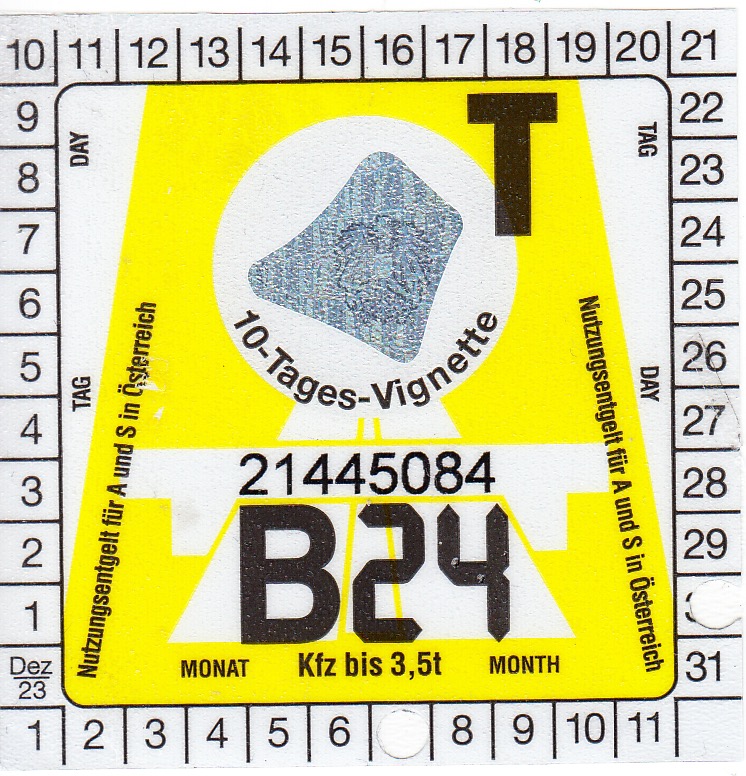 10 11 12 13 14 15 16 17 18 19 20 21
9 22
8 23
7 24
6 25
5 26
4 27
3 28
2 29
1
Dez
23
31
1 2 3 4 5 6 8 9 10 11
DAY
TAG
T
10-Tages-Vignette
TAG
DAY
Nutzungsentgelt für A und S in Österreich
Nutzungsentgelt für A und S in Österreich
21445084
B24
MONAT Kfz bis 3,5t MONTH